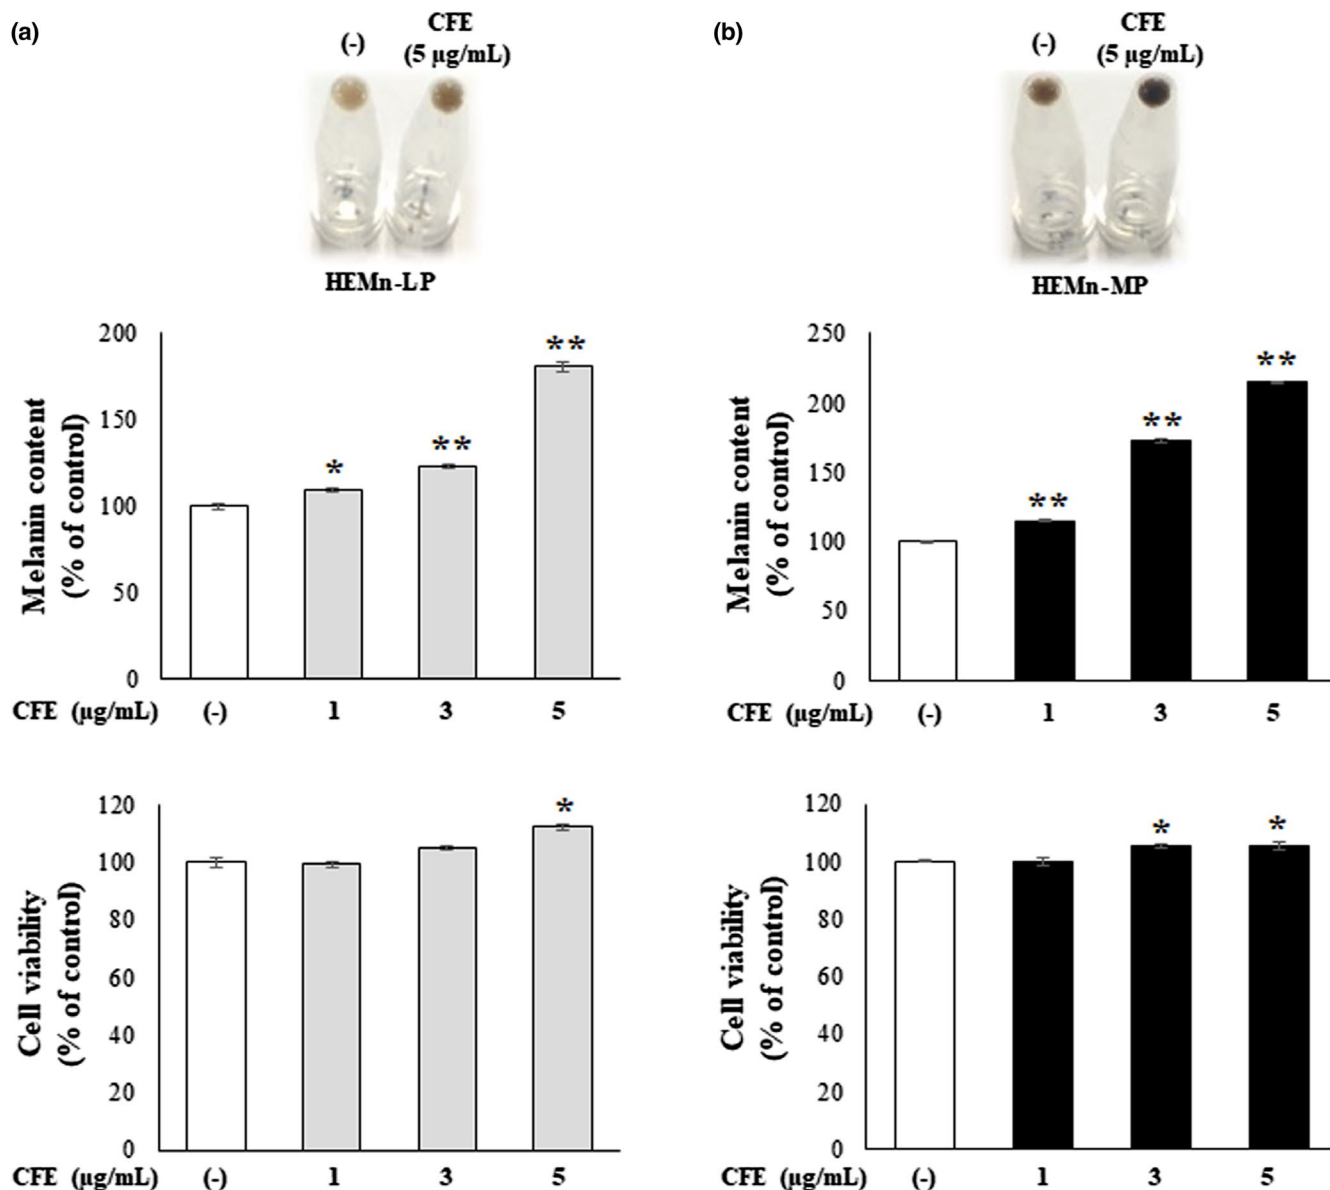 (a)
(-)
CFE
(5 µg/mL)
HEMn-LP
Melanin content
(% of control)
200
150
100
50
0
*
**
**
CFE (µg/mL) (-) 1 3 5
Cell viability
(% of control)
120
100
80
60
40
20
0
*
CFE (µg/mL) (-) 1 3 5
(b)
(-)
CFE
(5 µg/mL)
HEMn-MP
Melanin content
(% of control)
250
200
150
100
50
0
**
**
**
CFE (µg/mL) (-) 1 3 5
Cell viability
(% of control)
120
100
80
60
40
20
0
*
*
CFE (µg/mL) (-) 1 3 5